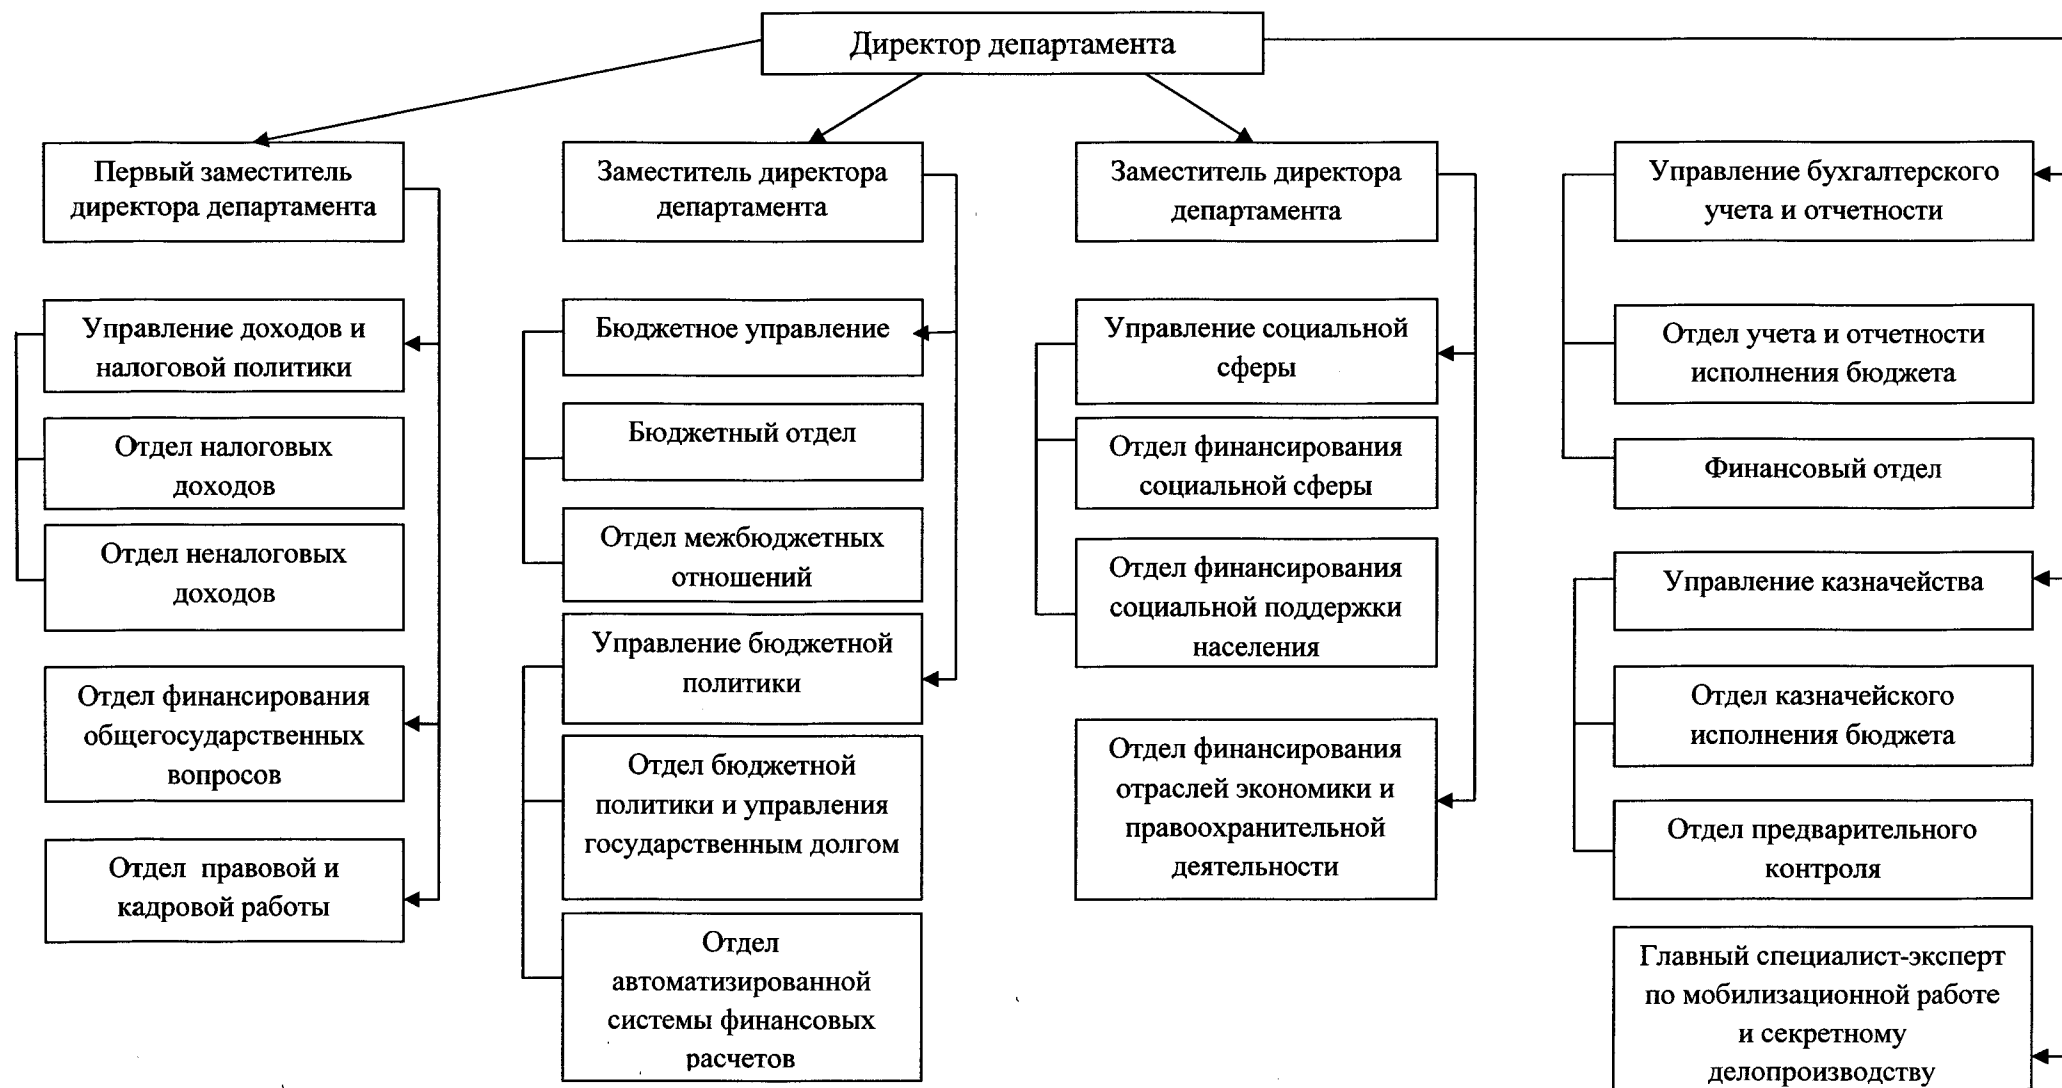 Директор департамента
Первый заместитель
директора департамента
Управление доходов и
налоговой политики
Отдел налоговых
доходов
Отдел неналоговых
доходов
Отдел финансирования
общегосударственных
вопросов
Отдел правовой и
кадровой работы
Заместитель директора
департамента
Бюджетное управление
Бюджетный отдел
Отдел межбюджетных
отношений
Управление бюджетной
политики
Отдел бюджетной
политики и управления
государственным долгом
Отдел
автоматизированной
системы финансовых
расчетов
Заместитель директора
департамента
Управление социальной
сферы
Отдел финансирования
социальной сферы
Отдел финансирования
социальной поддержки
населения
Отдел финансирования
отраслей экономики и
правоохранительной
деятельности
Управление бухгалтерского
учета и отчетности
Отдел учета и отчетности
исполнения бюджета
Финансовый отдел
Управление казначейства
Отдел казначейского
исполнения бюджета
Отдел предварительного
контроля
Главный специалист-эксперт
по мобилизационной работе
и секретному
делопроизводству